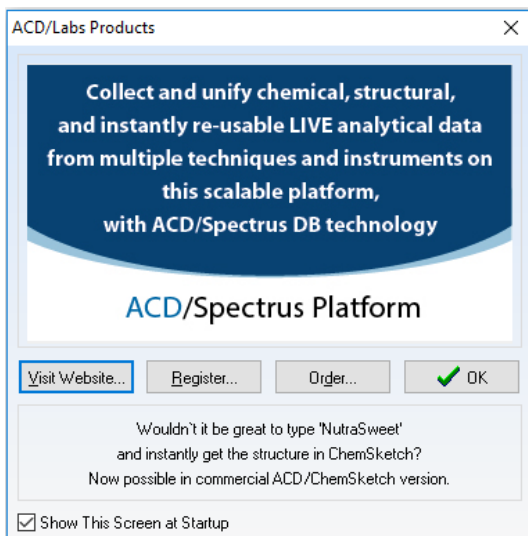 ACD/Labs Products
Collect and unify chemical, structural,
and instantly re-usable LIVE analytical data
from multiple techniques and instruments on
this scalable platform,
with ACD/Spectrus DB technology
ACD/Spectrus Platform
Visit Website...
Register...
Order...
OK
Wouldn`t it be great to type 'NutraSweet'
and instantly get the structure in ChemSketch?
Now possible in commercial ACD/ChemSketch version.
Show This Screen at Startup